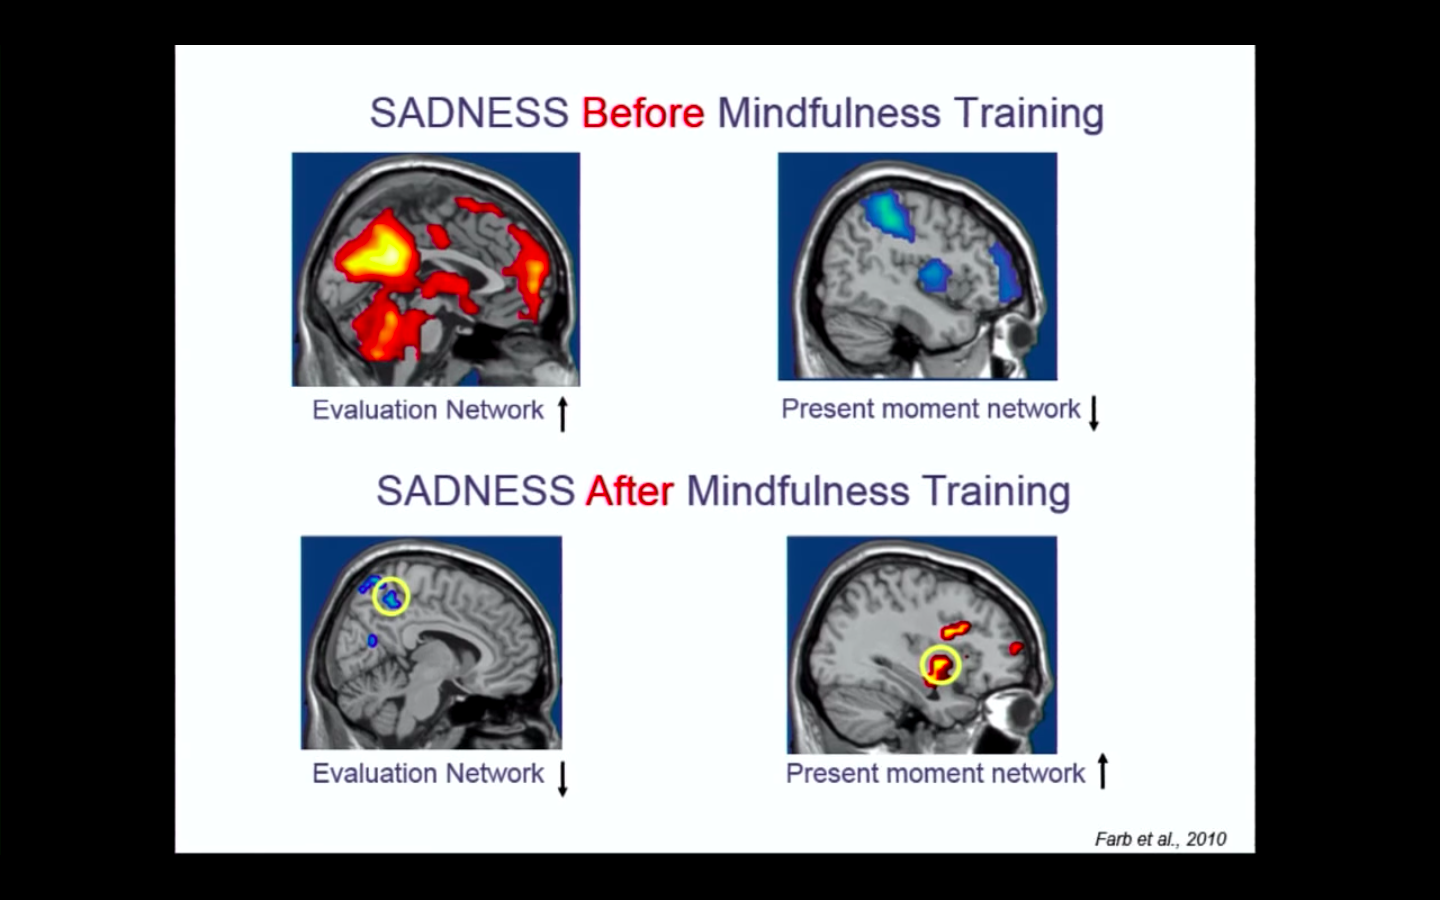 SADNESS Before Mindfulness Training
Evaluation Network ↑
Present moment network ↓
SADNESS After Mindfulness Training
Evaluation Network ↓
Present moment network ↑
Farb et al., 2010